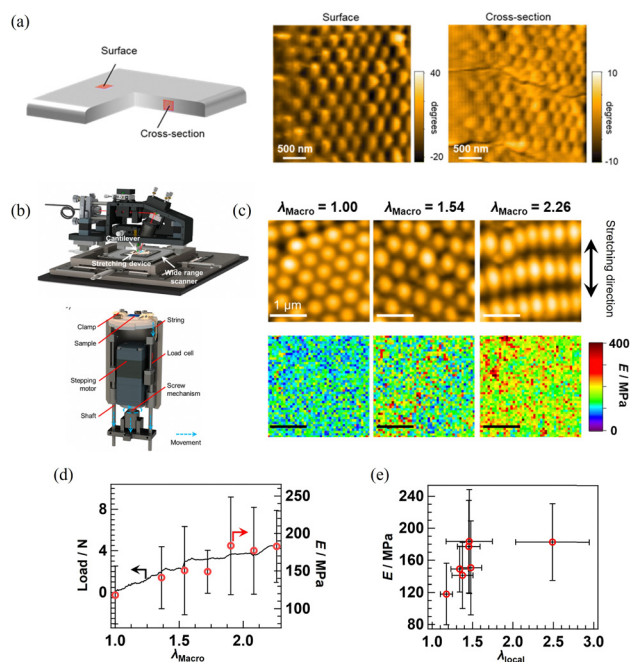 (a)
Surface
Cross-section
Surface
40
degrees
-20
500 nm
Cross-section
10
degrees
-10
500 nm
(b)
Cantilever
Stretching device
Wide range
scanner
Clamp
String
Sample
Load cell
Stepping
motor
Screw
mechanism
Shaft
Movement
(c)
λMacro = 1.00
λMacro = 1.54
λMacro = 2.26
1 μm
Stretching direction
400
E / MPa
0
(d)
Load / N
8
4
0
250
200
150
100
E / MPa
1.0
1.5
2.0
λMacro
(e)
E / MPa
240
200
160
120
80
1.0
1.5
2.0
2.5
3.0
λlocal